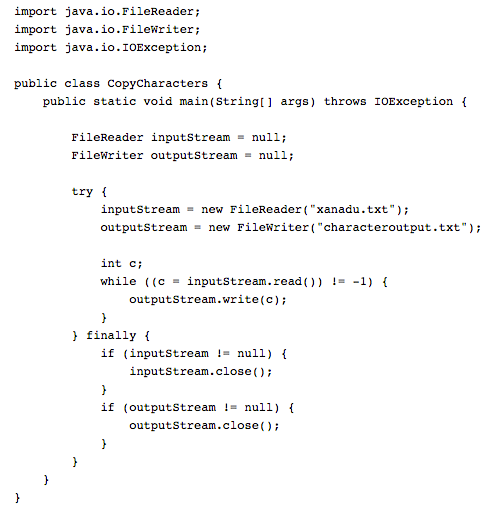 import java.io.FileReader;
import java.io.FileWriter;
import java.io.IOException;

public class CopyCharacters {
    public static void main(String[] args) throws IOException {

        FileReader inputStream = null;
        FileWriter outputStream = null;

        try {
            inputStream = new FileReader("xanadu.txt");
            outputStream = new FileWriter("characteroutput.txt");

            int c;
            while ((c = inputStream.read()) != -1) {
                outputStream.write(c);
            }
        } finally {
            if (inputStream != null) {
                inputStream.close();
            }
            if (outputStream != null) {
                outputStream.close();
            }
        }
    }
}